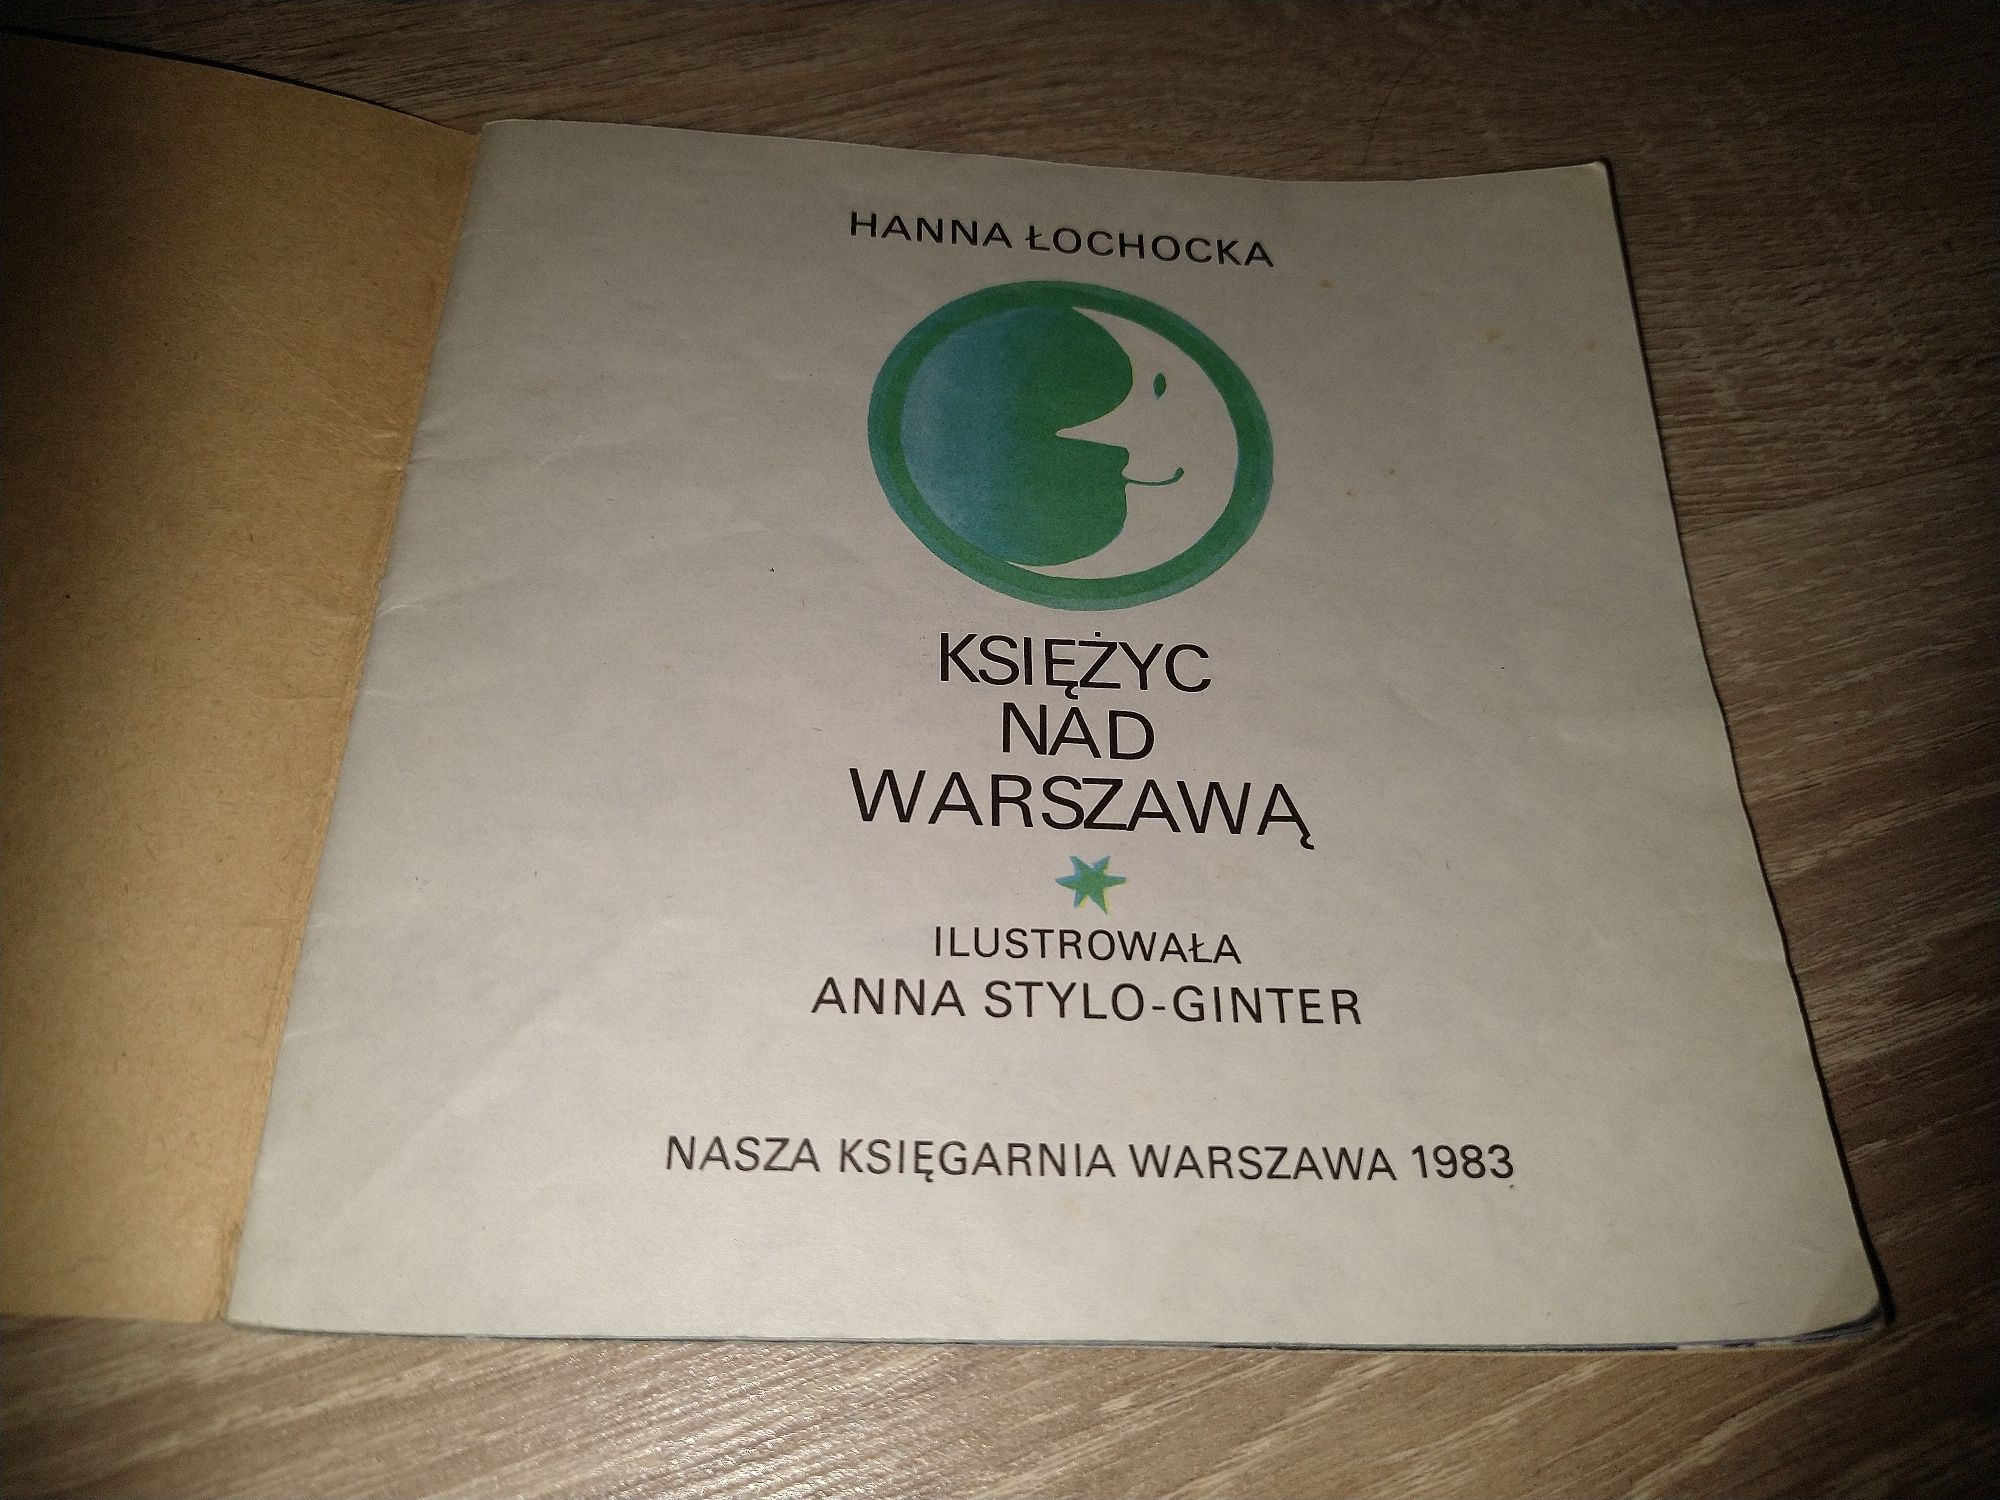 HANNA ŁOCHOCKA
KSIĘŻYC
NAD
WARSZAWĄ
ILUSTROWAŁA
ANNA STYLO-GINTER
NASZA KSIĘGARNIA WARSZAWA 1983